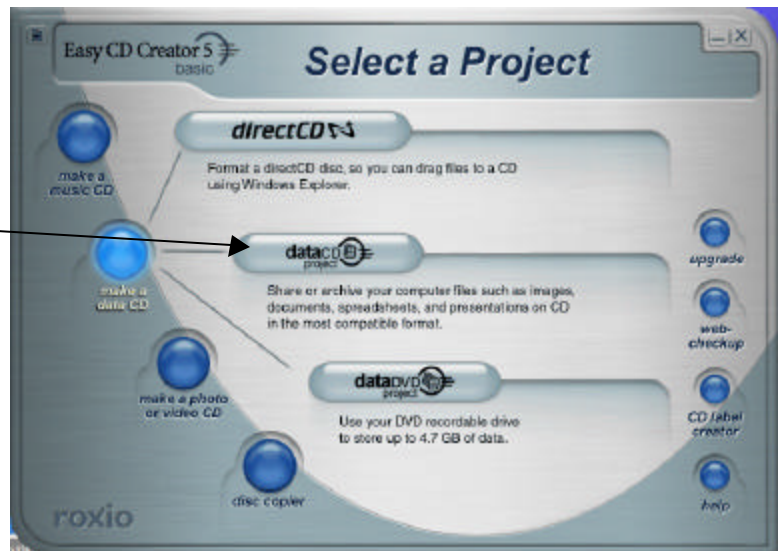 Easy CD Creator 5
basic
Select a Project
make a
music CD
directCD
Format a directCD disc, so you can drag files to a CD
using Windows Explorer.
make a
data CD
dataCD
project
Share or archive your computer files such as images,
documents, spreadsheets, and presentations on CD
in the most compatible format.
make a photo
or video CD
dataDVD
project
Use your DVD recordable drive
to store up to 4.7 GB of data.
disc copier
upgrade
web-
checkup
CD label
creator
help
roxio